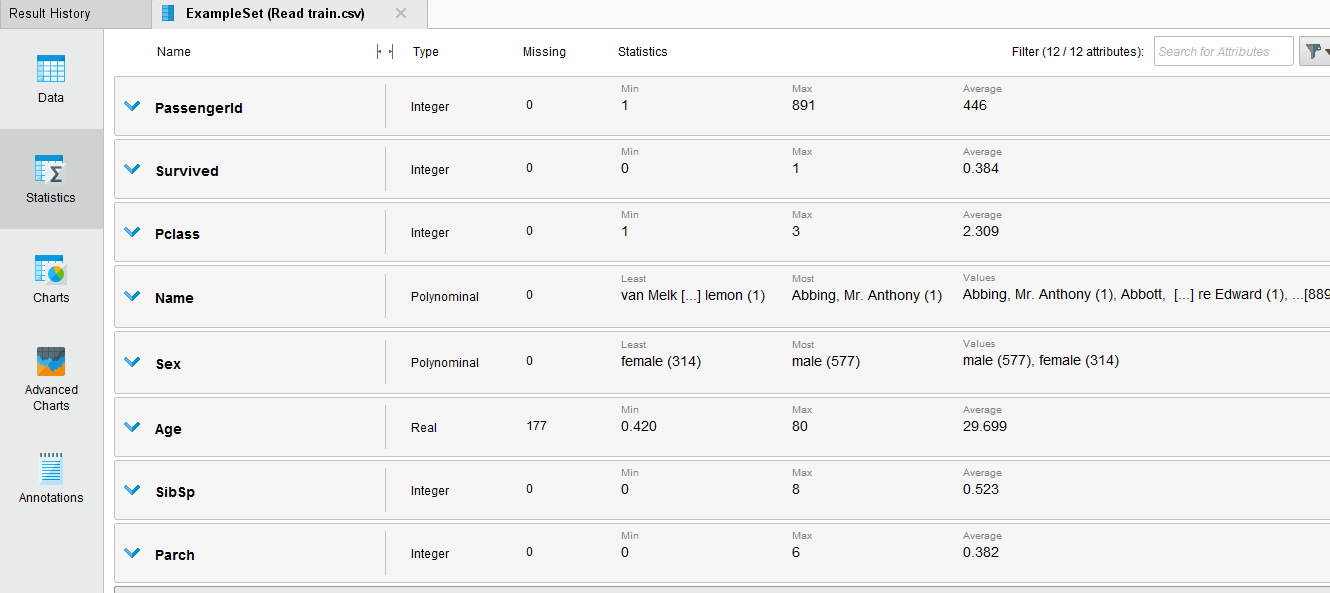 Result History
ExampleSet (Read train.csv)
Data
Statistics
Charts
Advanced
Charts
Annotations
Name Type Missing Statistics Filter (12 / 12 attributes): Search for Attributes
Min Max Average
PassengerId Integer 0 1 891 446
Min Max Average
Survived Integer 0 0 1 0.384
Min Max Average
Pclass Integer 0 1 3 2.309
Least Most Values
Name Polynominal 0 van Melk [...] lemon (1) Abbing, Mr. Anthony (1) Abbing, Mr. Anthony (1), Abbott, [...] re Edward (1), ...[889
Least Most Values
Sex Polynominal 0 female (314) male (577) male (577), female (314)
Min Max Average
Age Real 177 0.420 80 29.699
Min Max Average
SibSp Integer 0 0 8 0.523
Min Max Average
Parch Integer 0 0 6 0.382